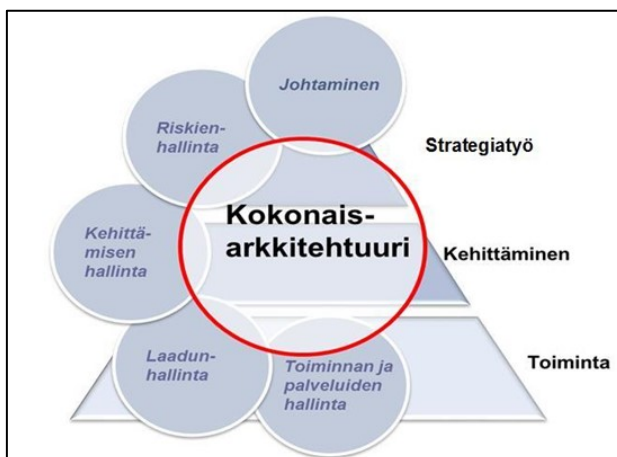 Johtaminen
Riskien-
hallinta
Strategiatyö
Kokonais-
arkkitehtuuri
Kehittä-
misen
hallinta
Kehittäminen
Laadun-
hallinta
Toiminnan ja
palveluiden
hallinta
Toiminta